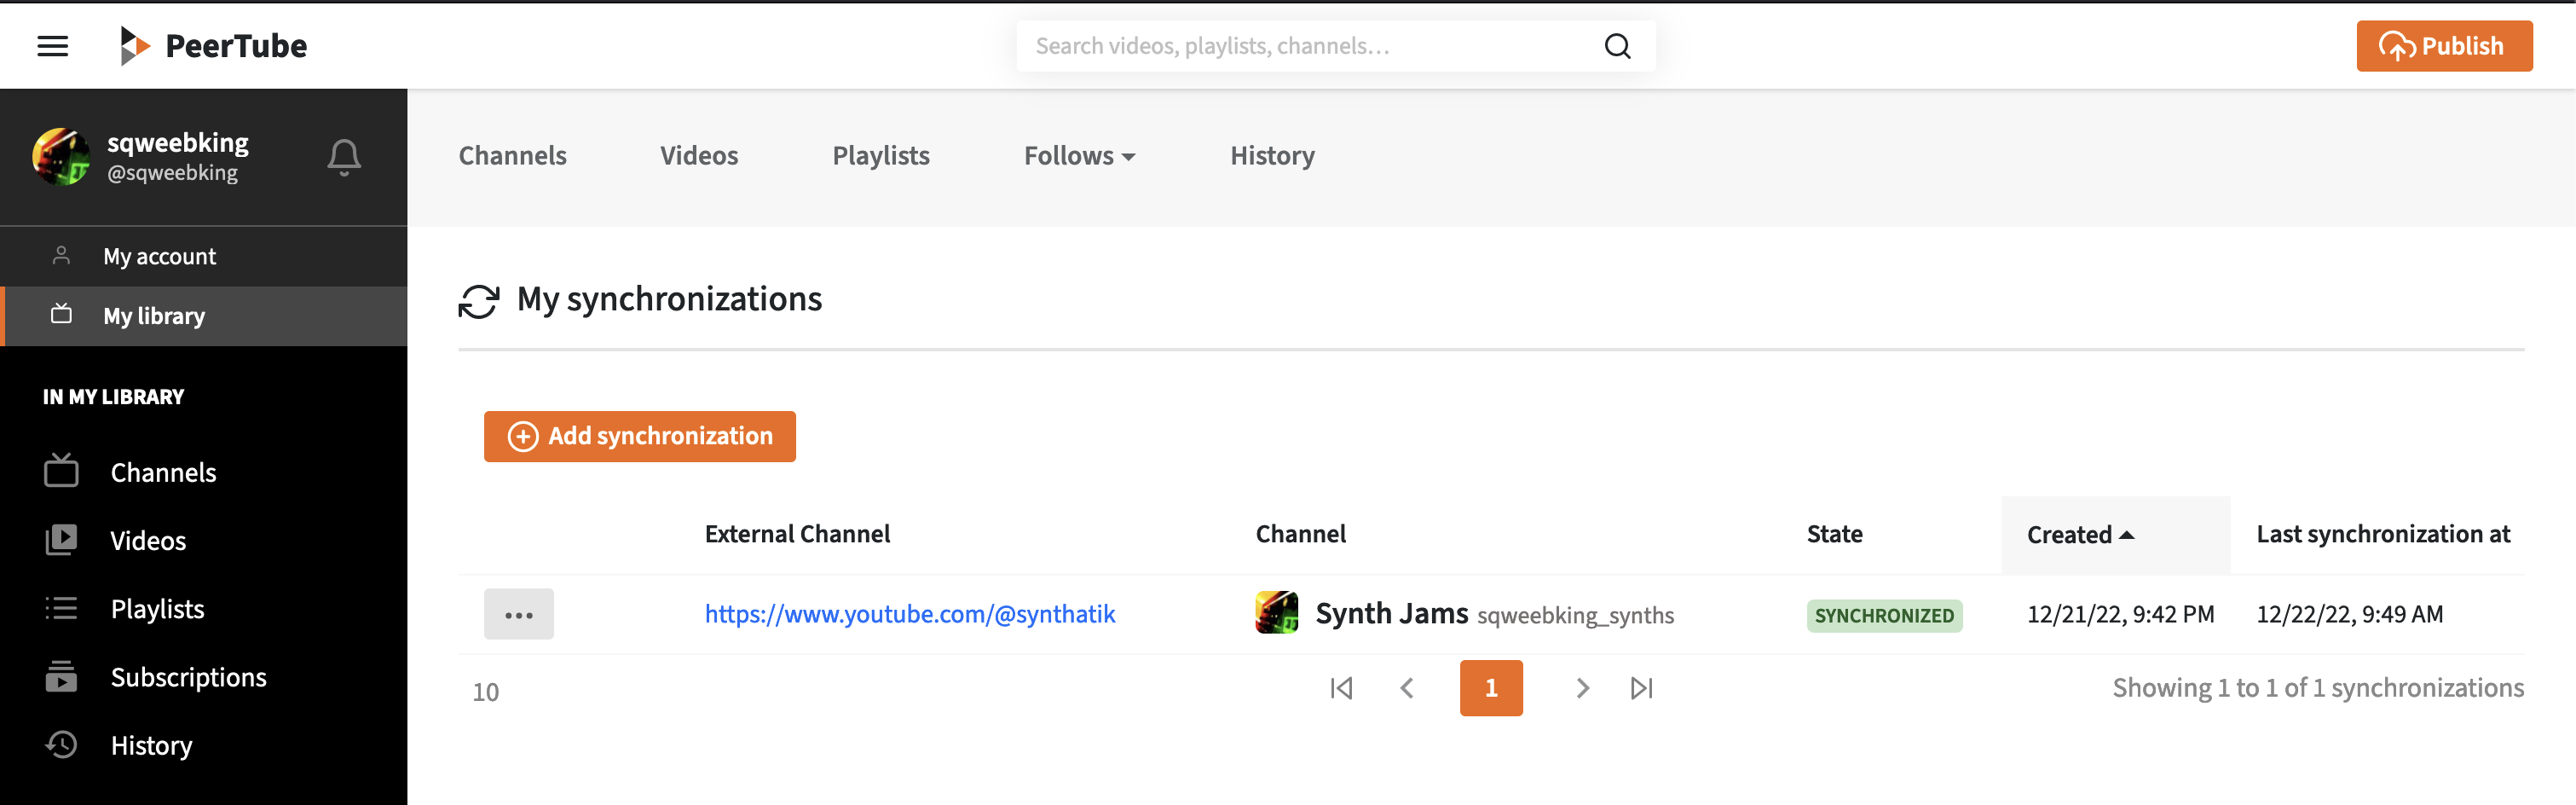 PeerTube
Search videos, playlists, channels…
Publish
sqweebking
@sqweebking
My account
My library
IN MY LIBRARY
Channels
Videos
Playlists
Subscriptions
History
Channels Videos Playlists Follows History
My synchronizations
Add synchronization
External Channel Channel State Created Last synchronization at
... https://www.youtube.com/@synthatik Synth Jams sqweebking_synths SYNCHRONIZED 12/21/22, 9:42 PM 12/22/22, 9:49 AM
10 1 Showing 1 to 1 of 1 synchronizations